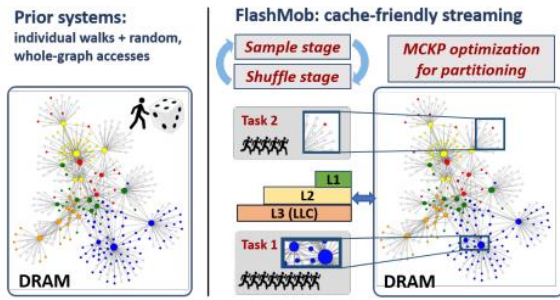 Prior systems:
individual walks + random,
whole-graph accesses
DRAM
FlashMob: cache-friendly streaming
Sample stage
Shuffle stage
MCKP optimization
for partitioning
Task 2
L1
L2
L3 (LLC)
Task 1
DRAM